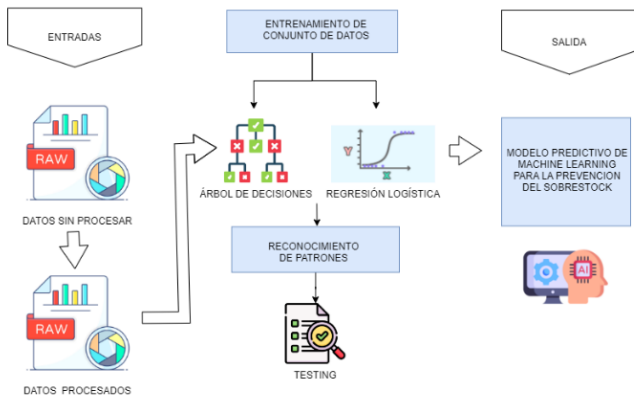 ENTRADAS
RAW
DATOS SIN PROCESAR
RAW
DATOS PROCESADOS
ENTRENAMIENTO DE
CONJUNTO DE DATOS
ÁRBOL DE DECISIONES
Y
X
REGRESIÓN LOGÍSTICA
RECONOCIMIENTO
DE PATRONES
TESTING
SALIDA
MODELO PREDICTIVO DE
MACHINE LEARNING
PARA LA PREVENCION
DEL SOBRESTOCK
AI